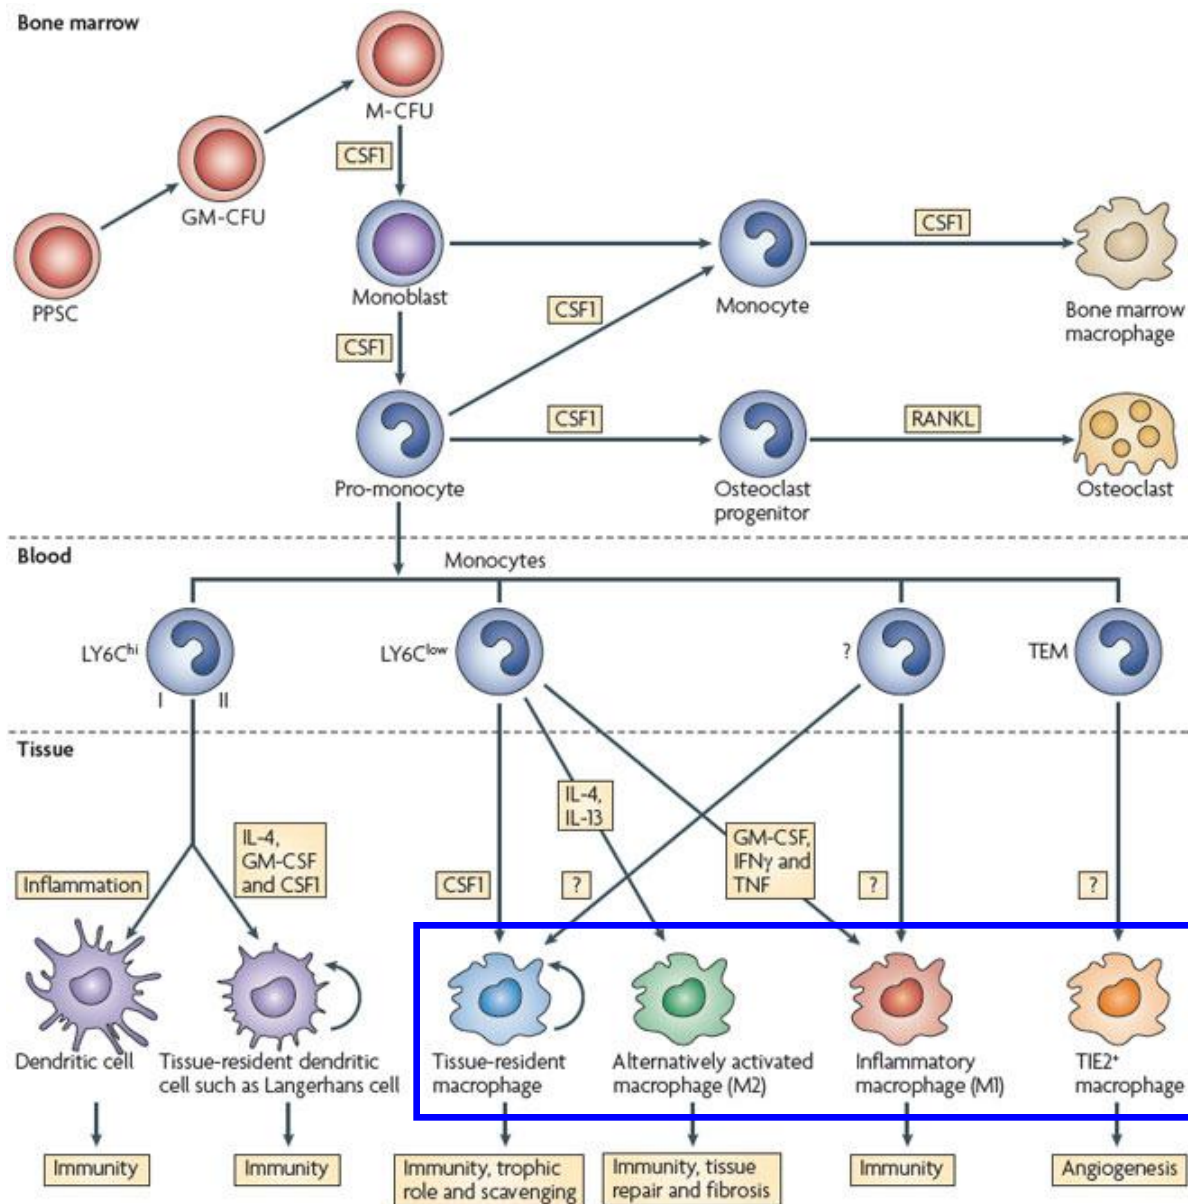 Bone marrow
M-CFU
CSF1
GM-CFU
PPSC
Monoblast
CSF1
Monocyte
CSF1
Bone marrow
macrophage
CSF1
Pro-monocyte
CSF1
Osteoclast
progenitor
RANKL
Osteoclast
Blood
Monocytes
LY6Chi
I II
LY6Clow
?
TEM
Tissue
Inflammation
IL-4,
GM-CSF
and CSF1
CSF1
IL-4,
IL-13
?
GM-CSF,
IFNγ and
TNF
?
?
Dendritic cell
Tissue-resident dendritic
cell such as Langerhans cell
Tissue-resident
macrophage
Alternatively activated
macrophage (M2)
Inflammatory
macrophage (M1)
TIE2+
macrophage
Immunity
Immunity
Immunity, trophic
role and scavenging
Immunity, tissue
repair and fibrosis
Immunity
Angiogenesis